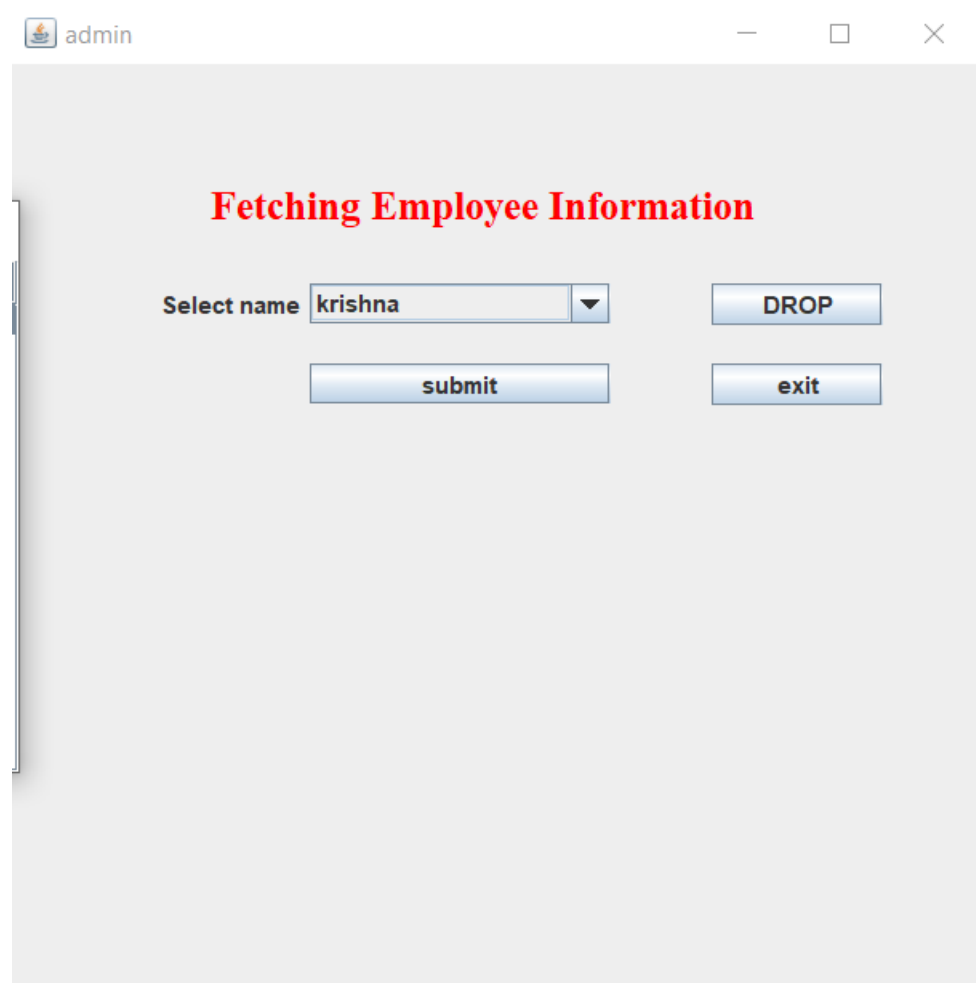 admin
Fetching Employee Information
Select name krishna DROP
submit exit